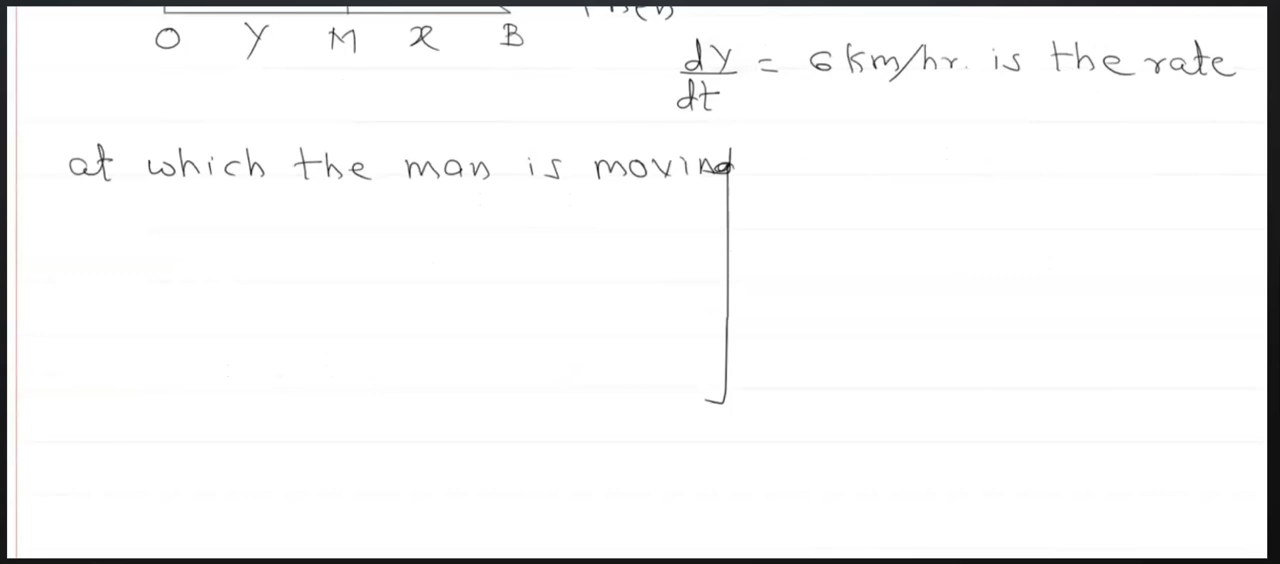 O Y M x B
dy/dt = 6 km/hr. is the rate
at which the man is moving